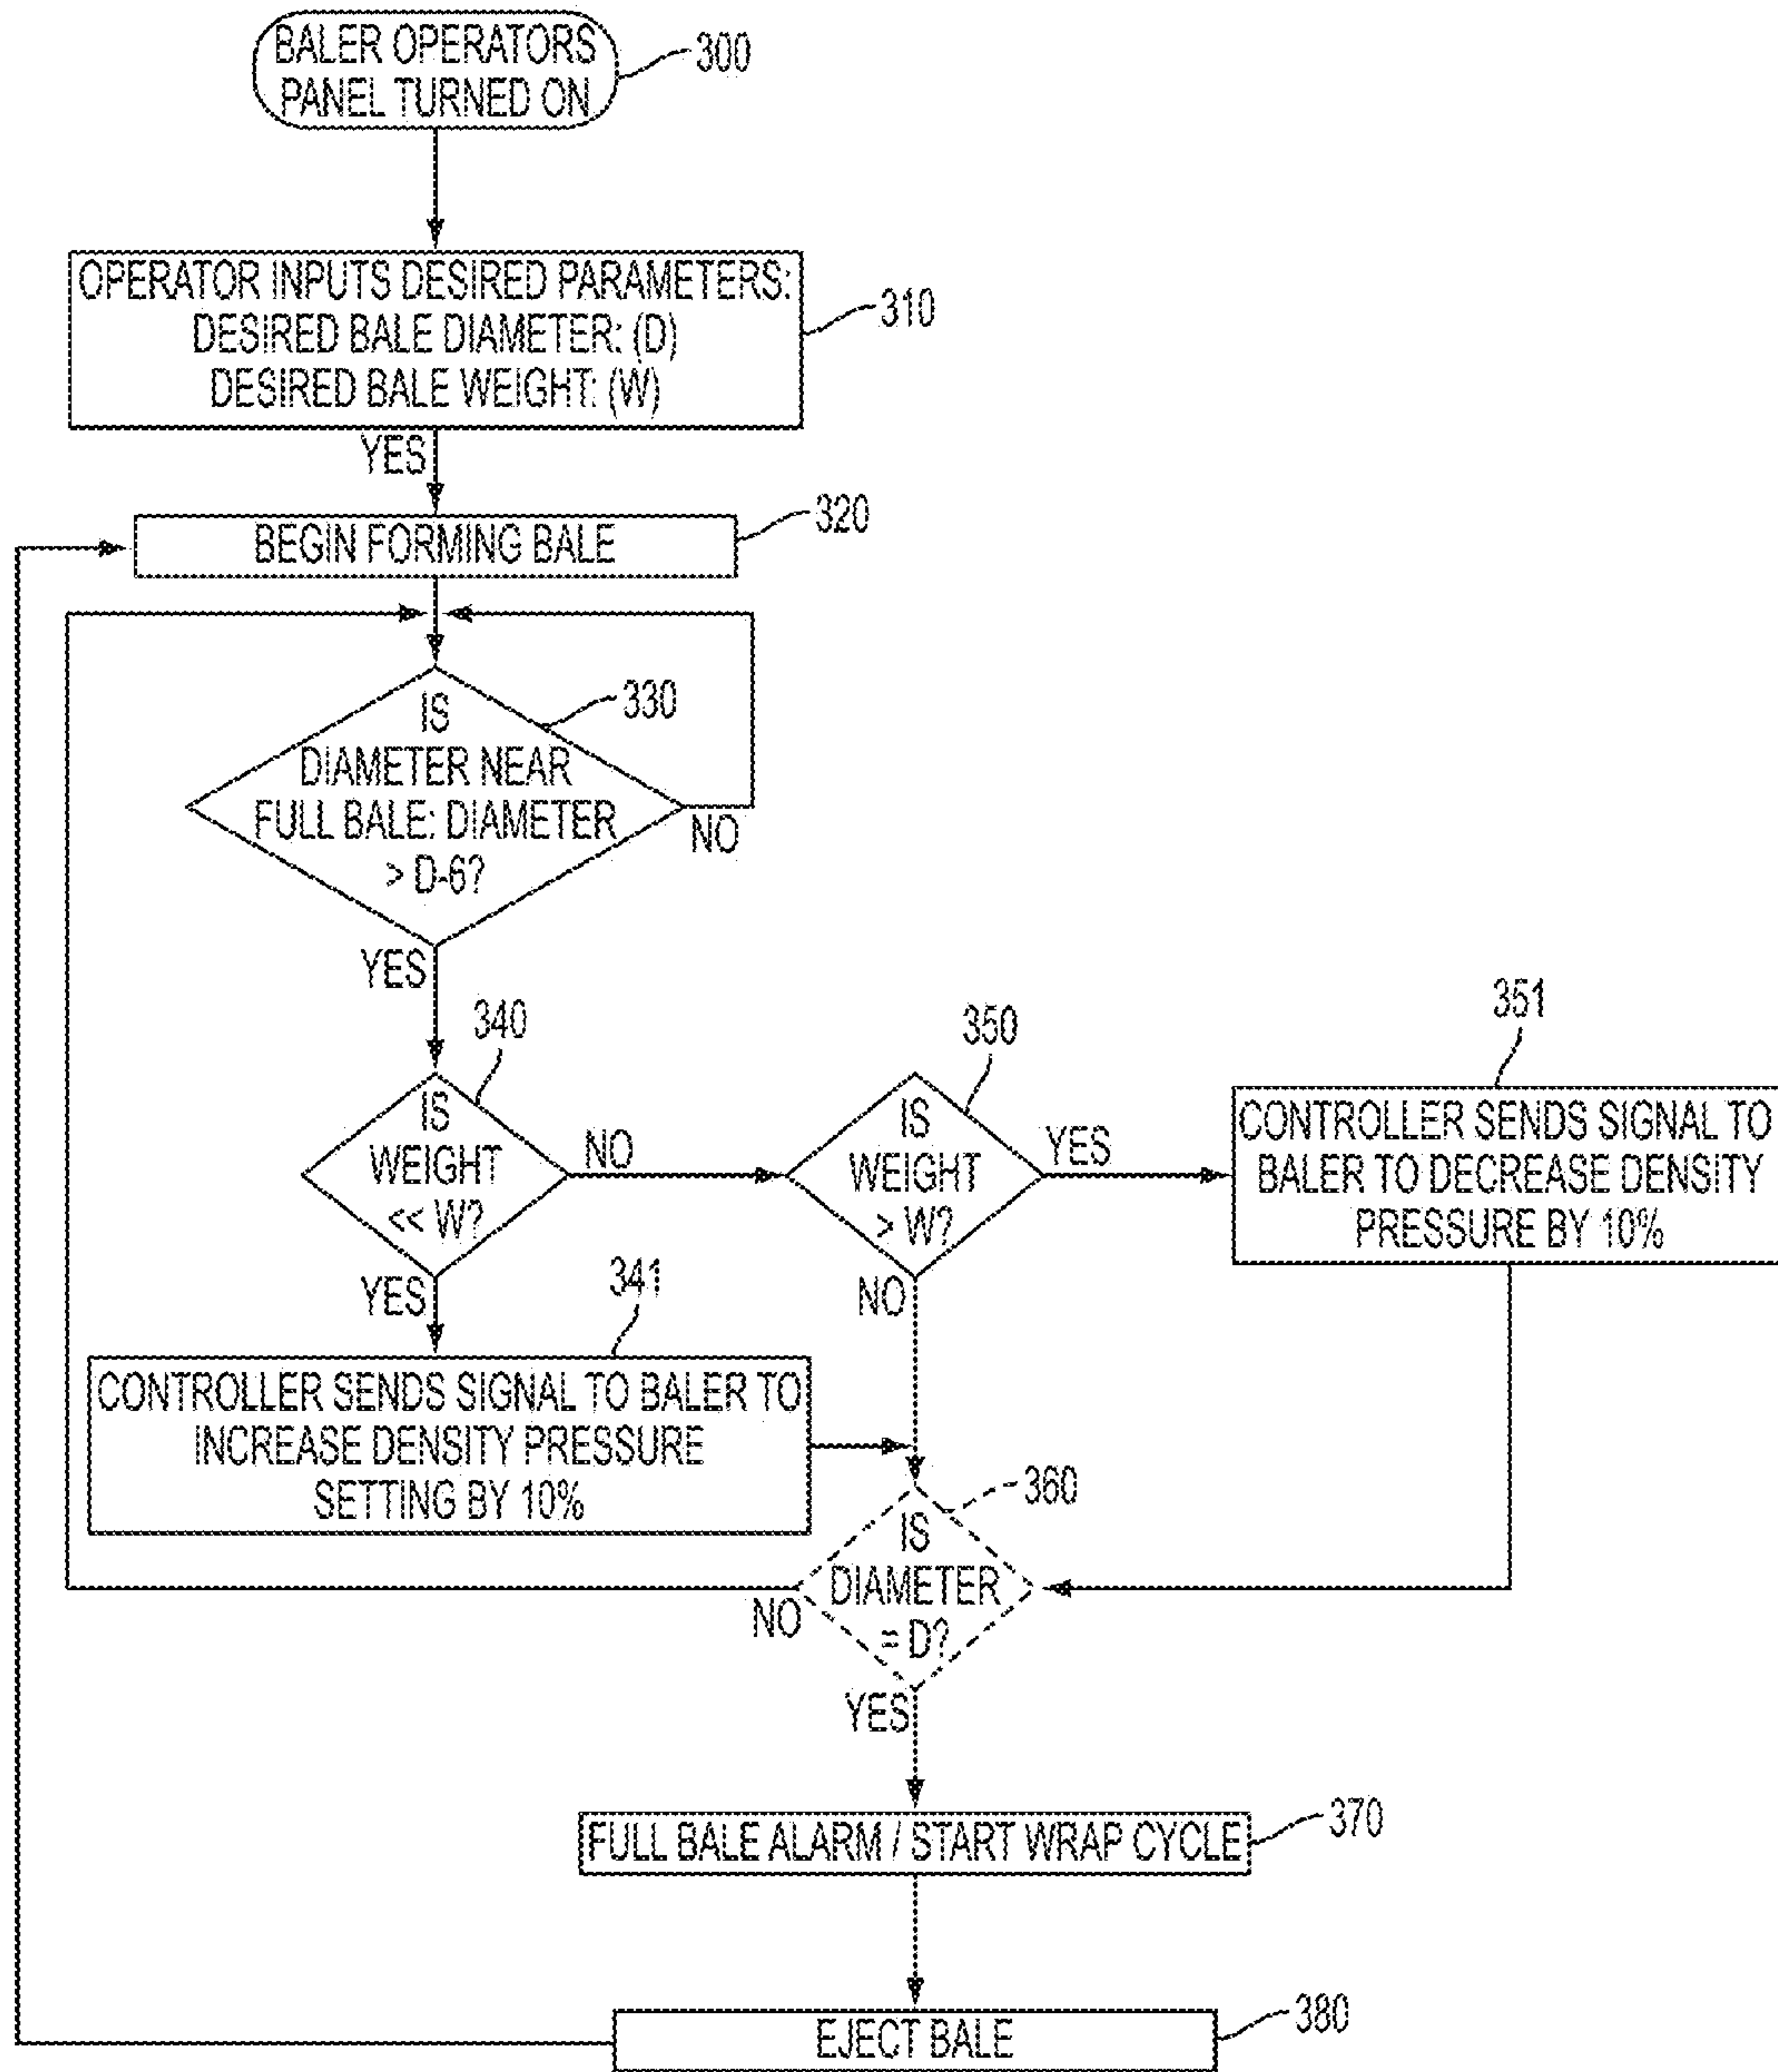 BALER OPERATORS
PANEL TURNED ON
300
OPERATOR INPUTS DESIRED PARAMETERS:
DESIRED BALE DIAMETER: (D)
DESIRED BALE WEIGHT: (W)
310
YES
BEGIN FORMING BALE
320
IS
DIAMETER NEAR
FULL BALE: DIAMETER
> D-6?
330
NO
YES
340
IS
WEIGHT
<< W?
NO
350
IS
WEIGHT
> W?
YES
351
CONTROLLER SENDS SIGNAL TO
BALER TO DECREASE DENSITY
PRESSURE BY 10%
YES
341
NO
CONTROLLER SENDS SIGNAL TO BALER TO
INCREASE DENSITY PRESSURE
SETTING BY 10%
360
IS
DIAMETER
= D?
NO
YES
FULL BALE ALARM / START WRAP CYCLE
370
EJECT BALE
380